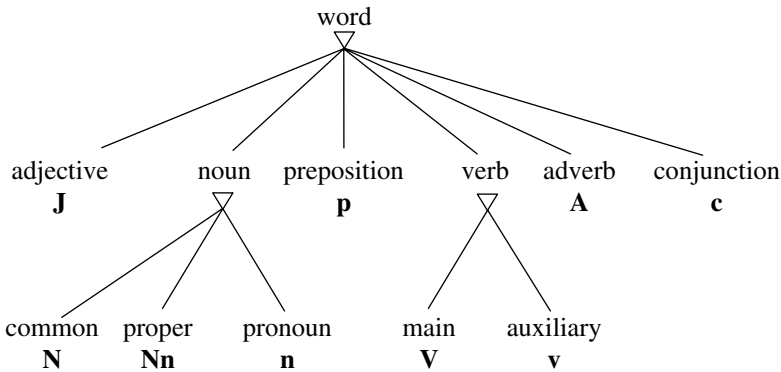 word
adjective noun preposition verb adverb conjunction
J p A c
common proper pronoun main auxiliary
N Nn n V v